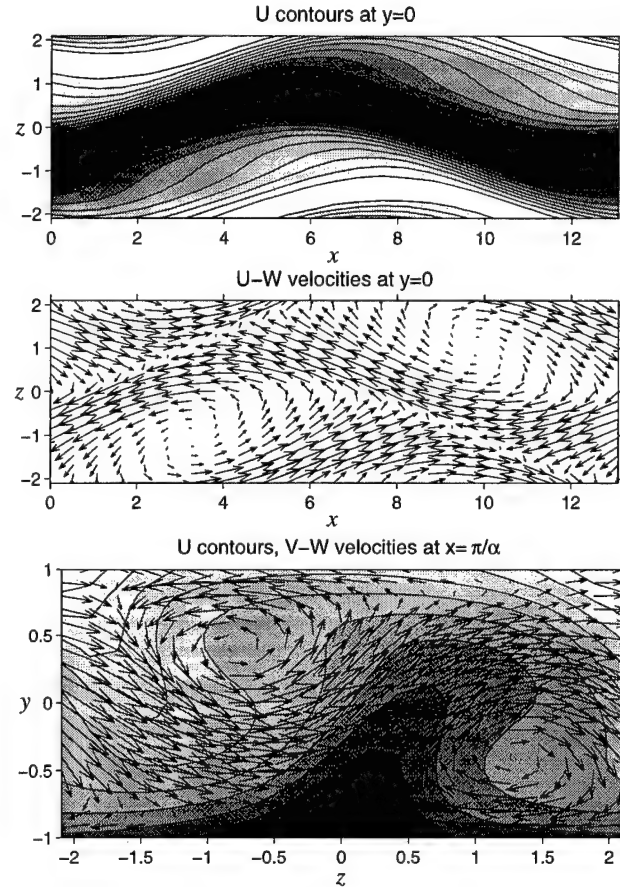 U contours at y=0
2
1
z 0
-1
-2
0 2 4 6 8 10 12
x
U-W velocities at y=0
2
1
z 0
-1
-2
0 2 4 6 8 10 12
x
U contours, V-W velocities at x= π/α
1
0.5
y 0
-0.5
-1
-2 -1.5 -1 -0.5 0 0.5 1 1.5 2
z